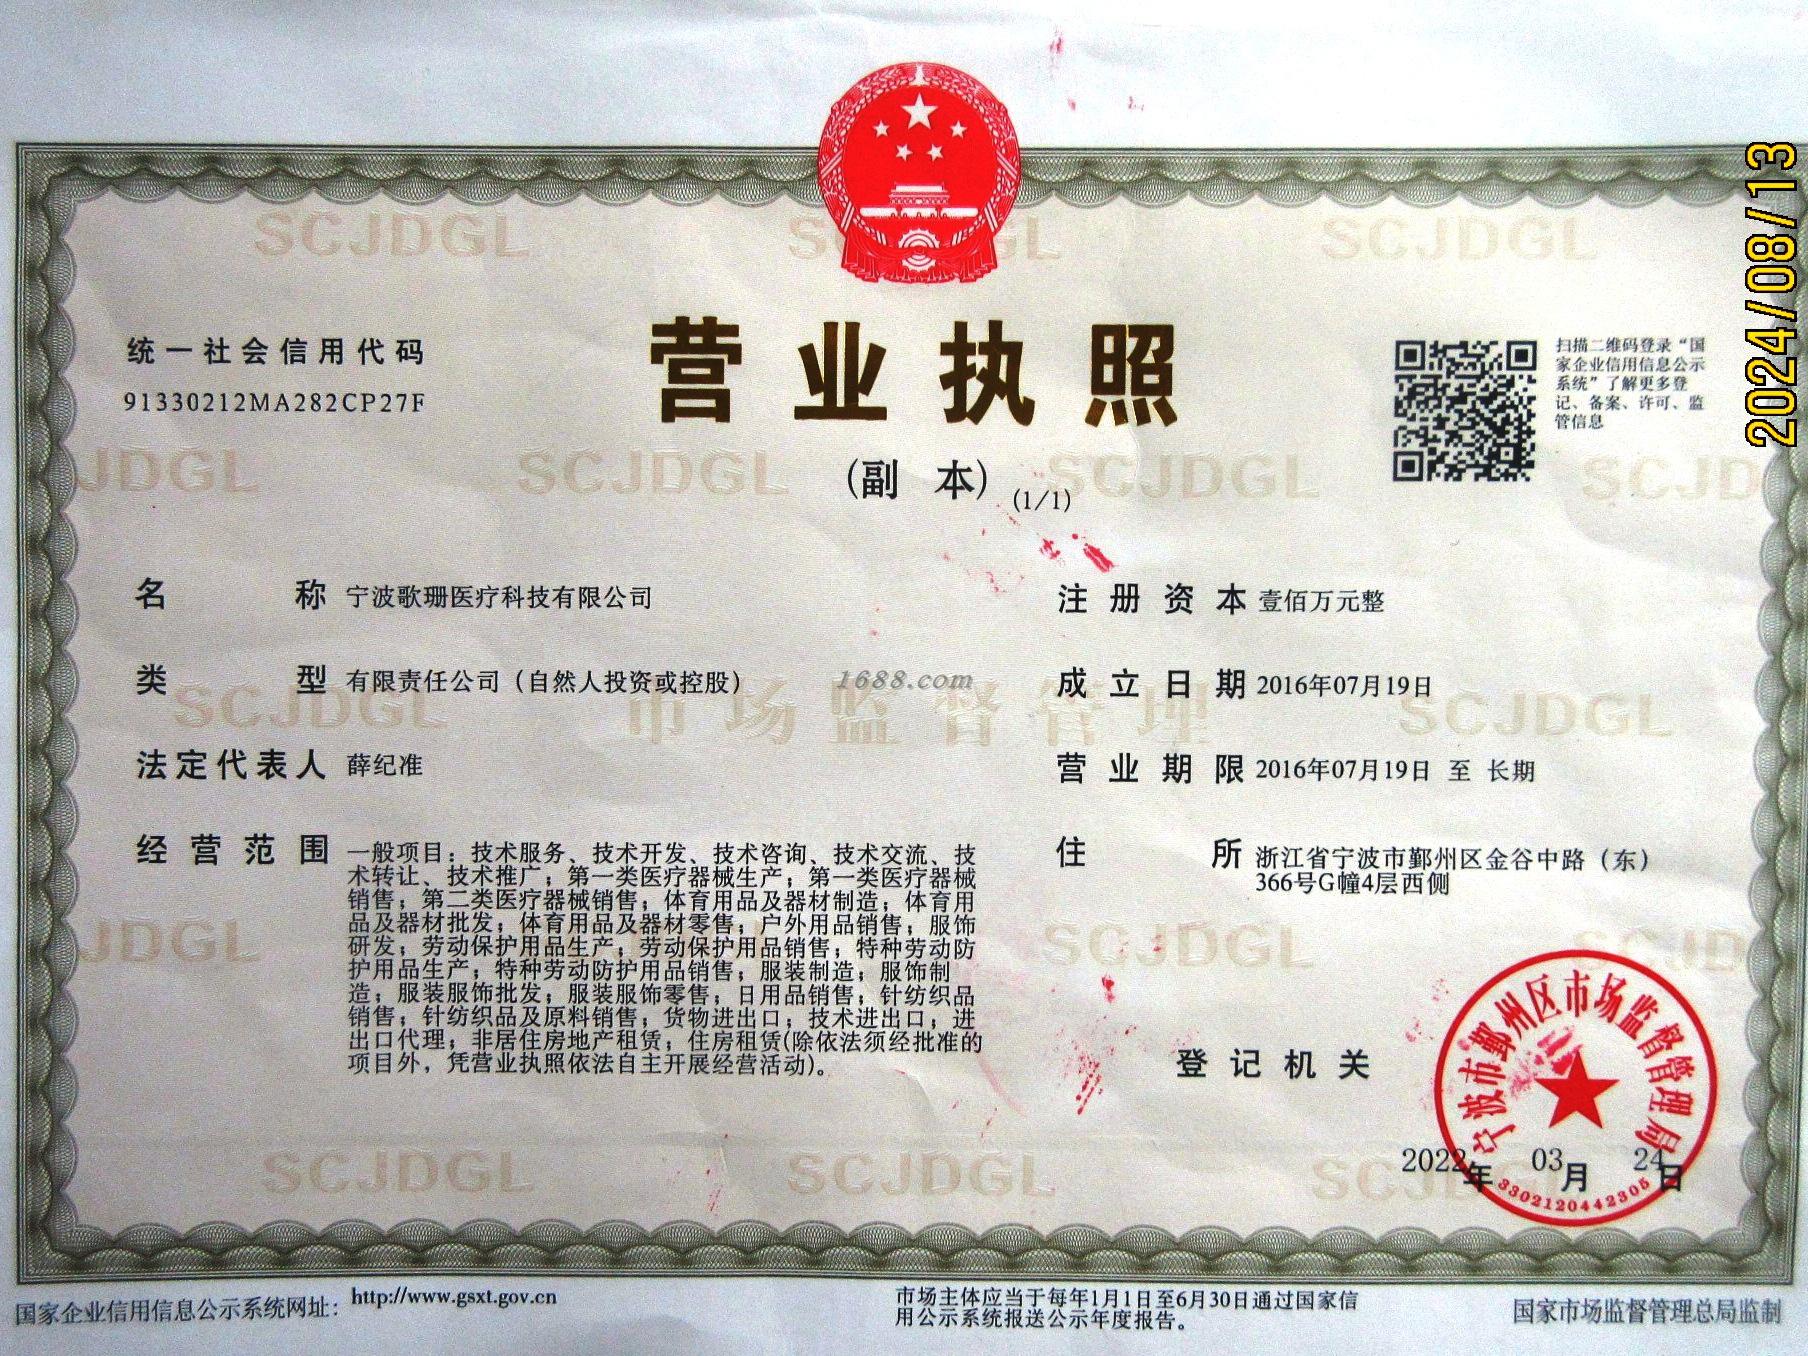 2024/08/13
SCJDGL
统一社会信用代码
91330212MA282CP27F
营业执照
(副 本) (1/1)
扫描二维码登录“国
家企业信用信息公示
系统”了解更多登
记、备案、许可、监
管信息
名 称 宁波歌珊医疗科技有限公司
类 型 有限责任公司（自然人投资或控股）
法定代表人 薛纪准
经营范围 一般项目：技术服务、技术开发、技术咨询、技术交流、技
术转让、技术推广；第一类医疗器械生产；第一类医疗器械
销售；第二类医疗器械销售；体育用品及器材制造；体育用
品及器材批发；体育用品及器材零售；户外用品销售；服饰
研发；劳动保护用品生产；劳动保护用品销售；特种劳动防
护用品生产；特种劳动防护用品销售；服装制造；服饰制
造；服装服饰批发；服装服饰零售；日用品销售；针纺织品
销售；针纺织品及原料销售；货物进出口；技术进出口；进
出口代理；非居住房地产租赁；住房租赁(除依法须经批准的
项目外，凭营业执照依法自主开展经营活动)。
1688.com
市场监督管理
注册资本 壹佰万元整
成立日期 2016年07月19日
营业期限 2016年07月19日 至 长期
住 所 浙江省宁波市鄞州区金谷中路（东）
366号G幢4层西侧
登记机关
宁波市鄞州区市场监督管理局
3302120442305
2022年 03月 24日
国家企业信用信息公示系统网址：http://www.gsxt.gov.cn
市场主体应当于每年1月1日至6月30日通过国家信
用公示系统报送公示年度报告。
国家市场监督管理总局监制